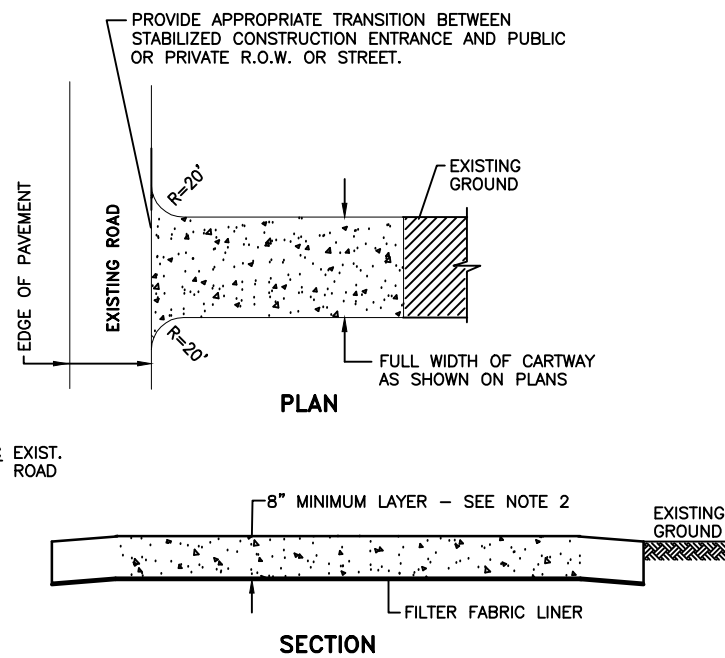 PROVIDE APPROPRIATE TRANSITION BETWEEN
STABILIZED CONSTRUCTION ENTRANCE AND PUBLIC
OR PRIVATE R.O.W. OR STREET.
EDGE OF PAVEMENT
EXISTING ROAD
R=20'
R=20'
EXISTING
GROUND
FULL WIDTH OF CARTWAY
AS SHOWN ON PLANS
PLAN
EXIST.
ROAD
8" MINIMUM LAYER – SEE NOTE 2
EXISTING
GROUND
FILTER FABRIC LINER
SECTION